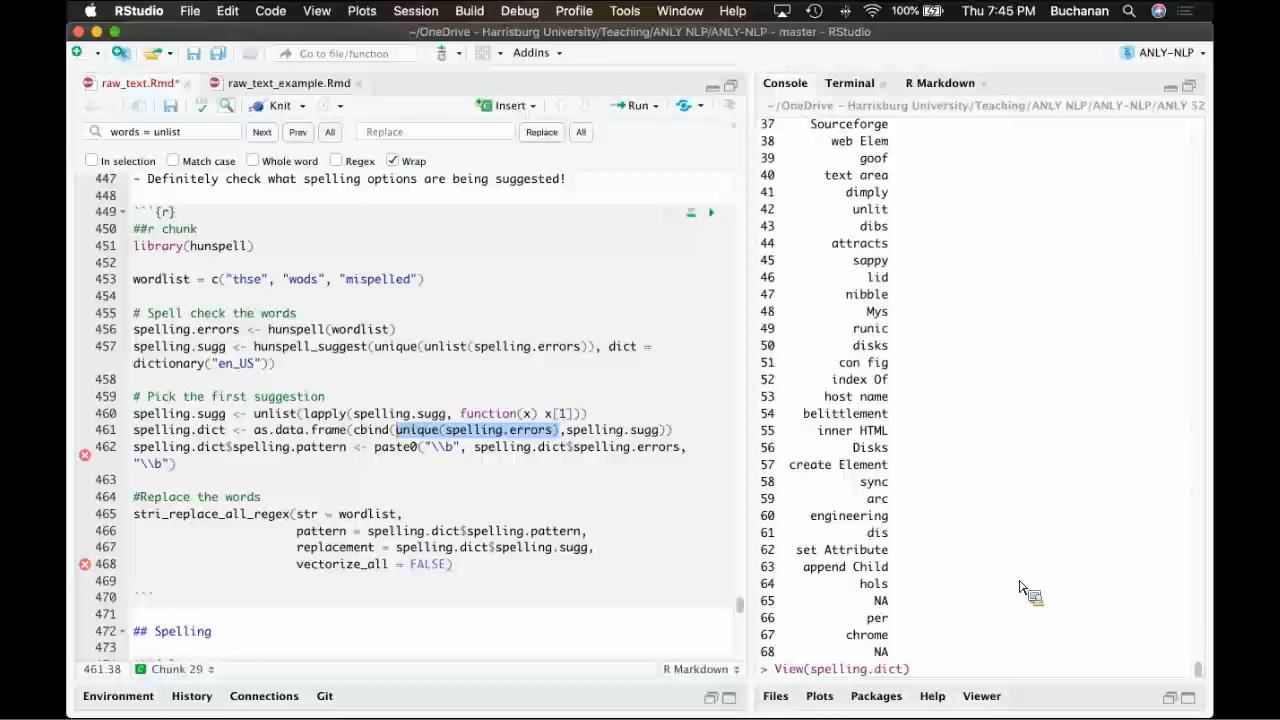 RStudio File Edit Code View Plots Session Build Debug Profile Tools Window Help 100% Thu 7:45 PM Buchanan
~/OneDrive - Harrisburg University/Teaching/ANLY NLP/ANLY-NLP - master - RStudio
Go to file/function Addins ANLY-NLP
raw_text.Rmd* raw_text_example.Rmd
Knit Insert Run
words = unlist Next Prev All Replace Replace All
In selection Match case Whole word Regex Wrap
447 - Definitely check what spelling options are being suggested!
448
449 ```{r}
450 ##r chunk
451 library(hunspell)
452
453 wordlist = c("thse", "wods", "mispelled")
454
455 # Spell check the words
456 spelling.errors <- hunspell(wordlist)
457 spelling.sugg <- hunspell_suggest(unique(unlist(spelling.errors)), dict =
dictionary("en_US"))
458
459 # Pick the first suggestion
460 spelling.sugg <- unlist(lapply(spelling.sugg, function(x) x[1]))
461 spelling.dict <- as.data.frame(cbind(unique(spelling.errors),spelling.sugg))
462 spelling.dict$spelling.pattern <- paste0("\\b", spelling.dict$spelling.errors,
"\\b")
463
464 #Replace the words
465 stri_replace_all_regex(str = wordlist,
466 pattern = spelling.dict$spelling.pattern,
467 replacement = spelling.dict$spelling.sugg,
468 vectorize_all = FALSE)
469
470 ```
471
472 ## Spelling
473
461:38 Chunk 29 R Markdown
Environment History Connections Git
Console Terminal R Markdown
~/OneDrive - Harrisburg University/Teaching/ANLY NLP/ANLY-NLP/ANLY 52
37 Sourceforge
38 web Elem
39 goof
40 text area
41 dimply
42 unlit
43 dibs
44 attracts
45 sappy
46 lid
47 nibble
48 Mys
49 runic
50 disks
51 con fig
52 index Of
53 host name
54 belittlement
55 inner HTML
56 Disks
57 create Element
58 sync
59 arc
60 engineering
61 dis
62 set Attribute
63 append Child
64 hols
65 NA
66 per
67 chrome
68 NA
> View(spelling.dict)
Files Plots Packages Help Viewer